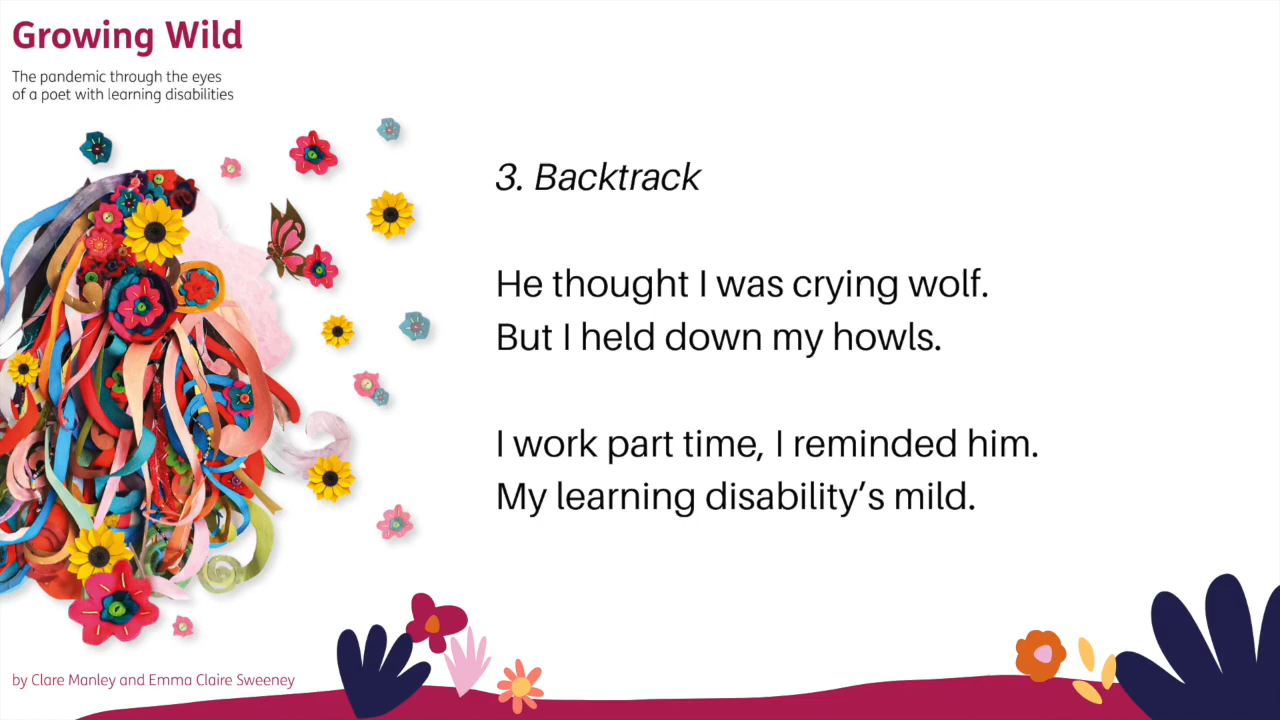 Growing Wild
The pandemic through the eyes
of a poet with learning disabilities
3. Backtrack
He thought I was crying wolf.
But I held down my howls.
I work part time, I reminded him.
My learning disability’s mild.
by Clare Manley and Emma Claire Sweeney